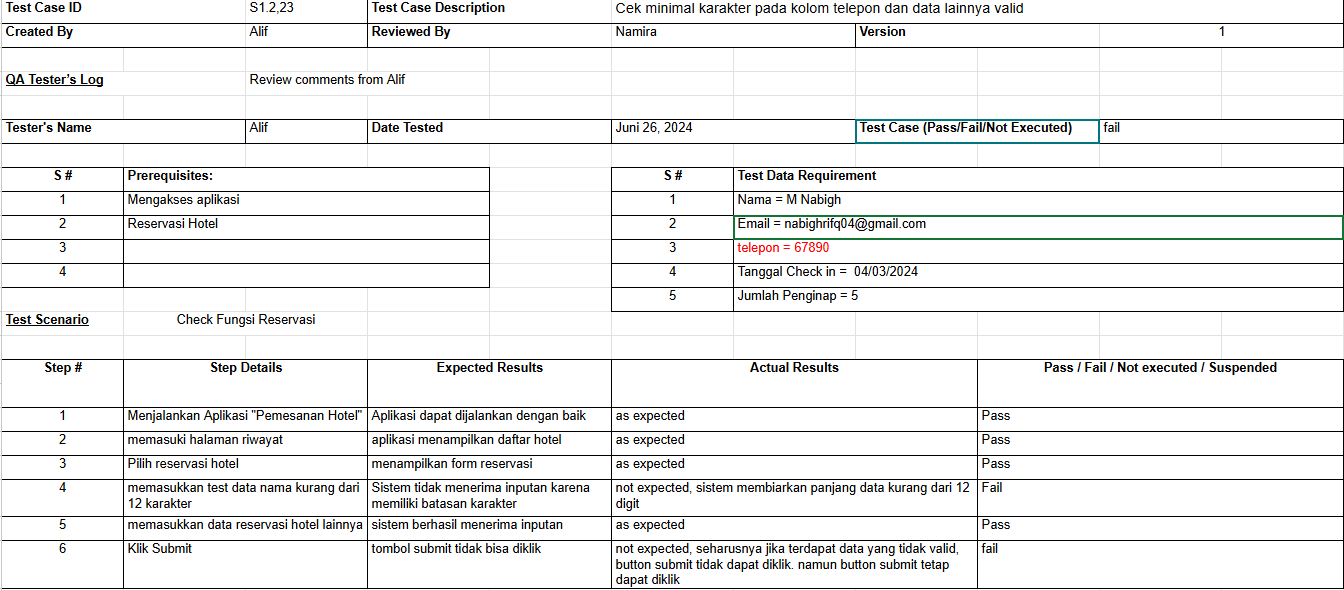 Test Case ID S1.2,23 Test Case Description Cek minimal karakter pada kolom telepon dan data lainnya valid
Created By Alif Reviewed By Namira Version 1
QA Tester's Log Review comments from Alif
Tester's Name Alif Date Tested Juni 26, 2024 Test Case (Pass/Fail/Not Executed) fail
S # Prerequisites: S # Test Data Requirement
1 Mengakses aplikasi 1 Nama = M Nabigh
2 Reservasi Hotel 2 Email = nabighrifq04@gmail.com
3 3 telepon = 67890
4 4 Tanggal Check in = 04/03/2024
5 Jumlah Penginap = 5
Test Scenario Check Fungsi Reservasi
Step # Step Details Expected Results Actual Results Pass / Fail / Not executed / Suspended
1 Menjalankan Aplikasi "Pemesanan Hotel" Aplikasi dapat dijalankan dengan baik as expected Pass
2 memasuki halaman riwayat aplikasi menampilkan daftar hotel as expected Pass
3 Pilih reservasi hotel menampilkan form reservasi as expected Pass
4 memasukkan test data nama kurang dari Sistem tidak menerima inputan karena not expected, sistem membiarkan panjang data kurang dari 12 Fail
12 karakter memiliki batasan karakter digit
5 memasukkan data reservasi hotel lainnya sistem berhasil menerima inputan as expected Pass
6 Klik Submit tombol submit tidak bisa diklik not expected, seharusnya jika terdapat data yang tidak valid, fail
button submit tidak dapat diklik. namun button submit tetap
dapat diklik